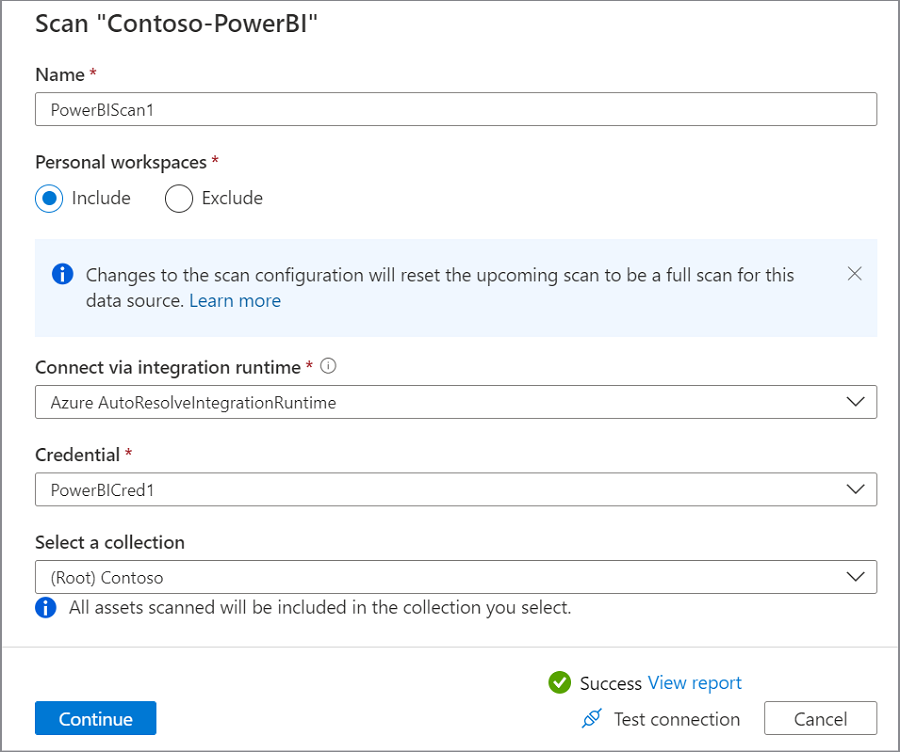 Scan "Contoso-PowerBI"
Name *
PowerBIScan1
Personal workspaces *
Include Exclude
Changes to the scan configuration will reset the upcoming scan to be a full scan for this
data source. Learn more
Connect via integration runtime *
Azure AutoResolveIntegrationRuntime
Credential *
PowerBICred1
Select a collection
(Root) Contoso
All assets scanned will be included in the collection you select.
Success View report
Continue Test connection Cancel